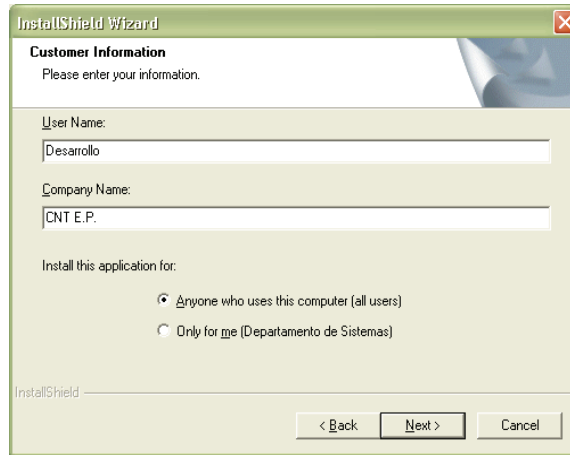 InstallShield Wizard
Customer Information
Please enter your information.
User Name:
Desarrollo
Company Name:
CNT E.P.
Install this application for:
Anyone who uses this computer (all users)
Only for me (Departamento de Sistemas)
InstallShield
< Back Next > Cancel